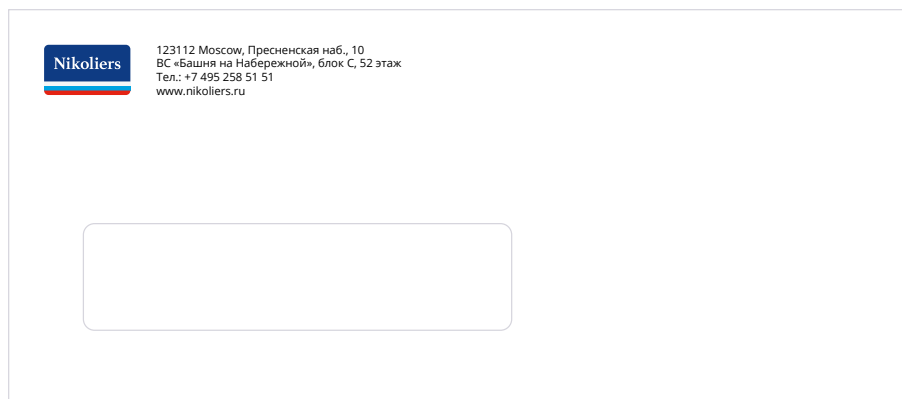 Nikoliers
123112 Moscow, Пресненская наб., 10
ВС «Башня на Набережной», блок С, 52 этаж
Тел.: +7 495 258 51 51
www.nikoliers.ru